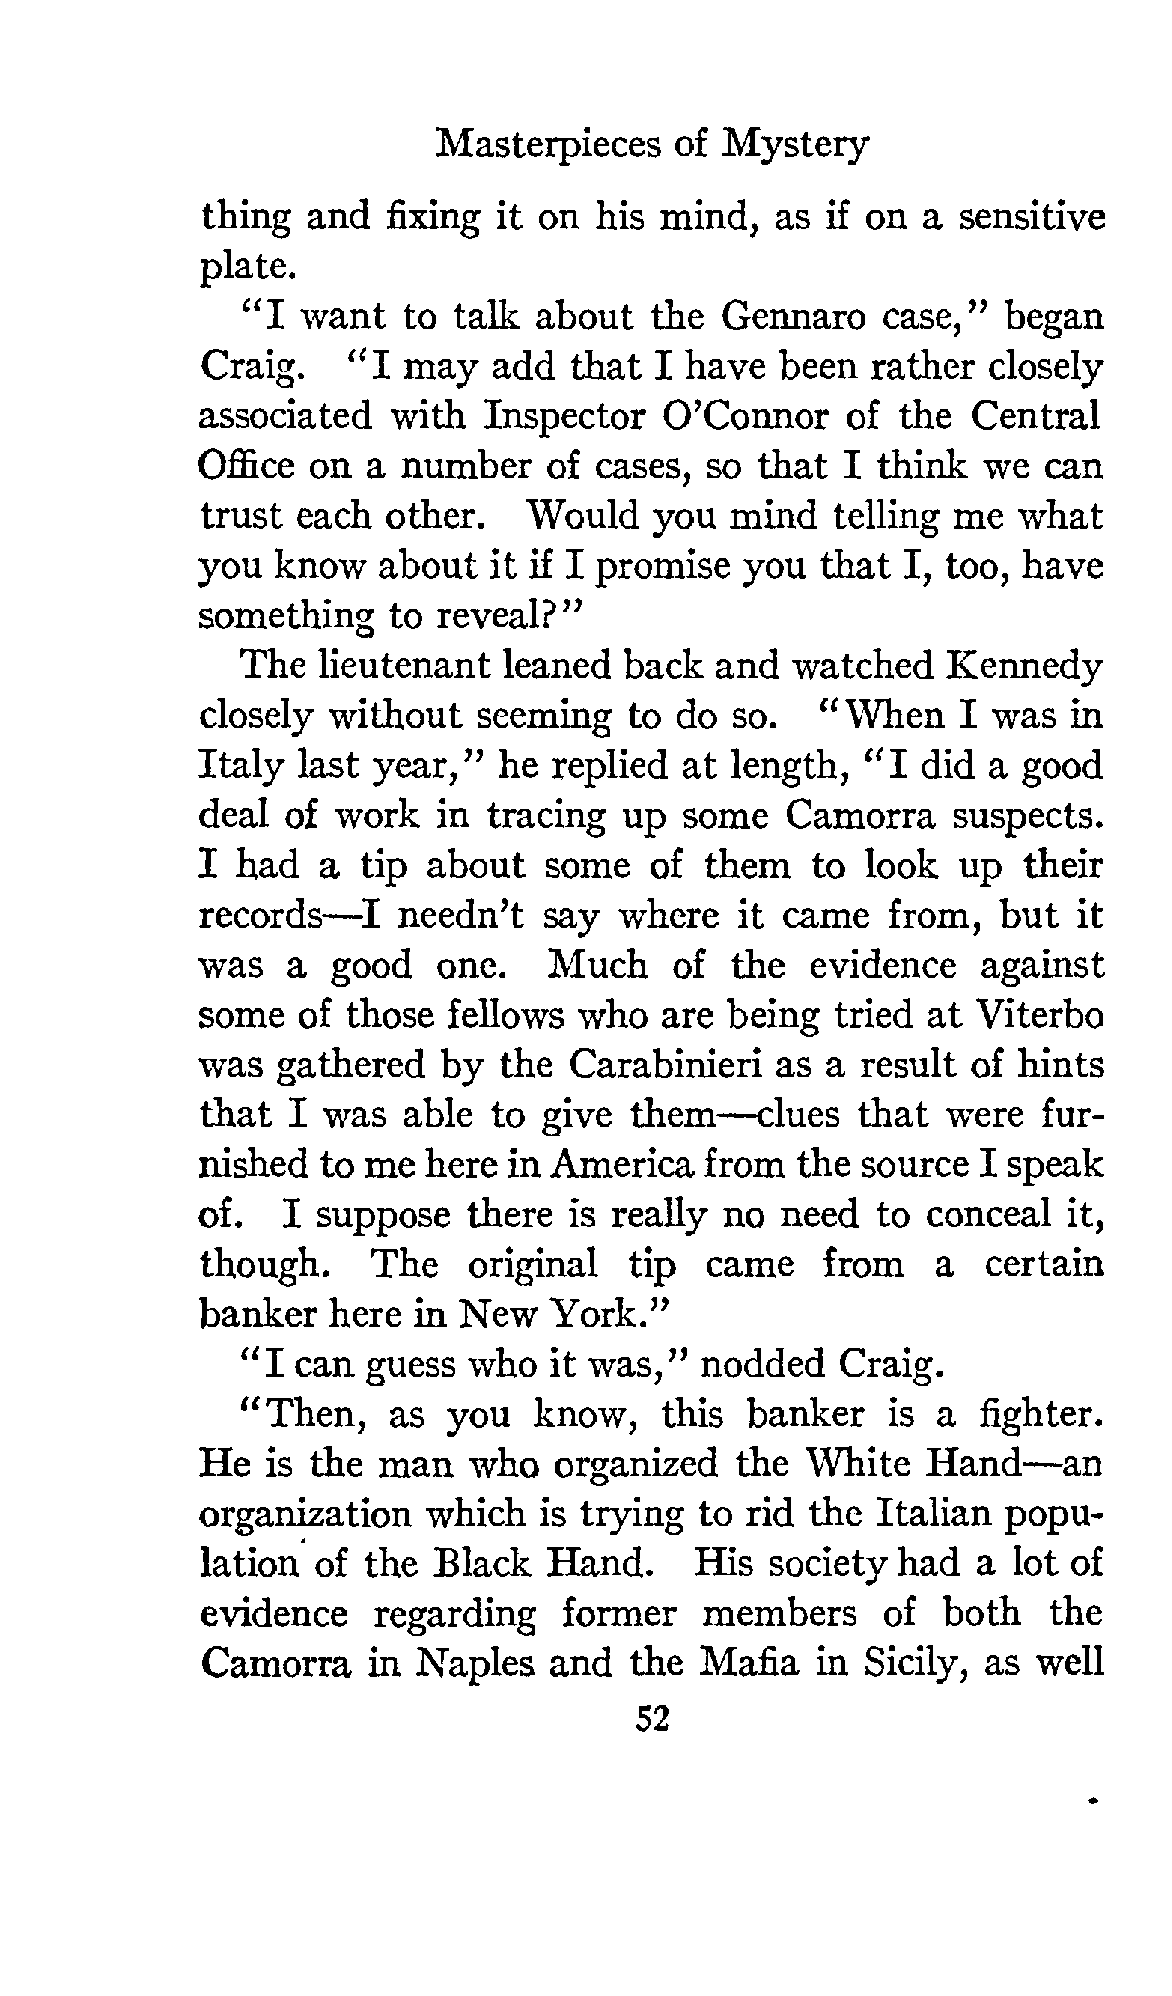 Masterpieces of Mystery
thing and fixing it on his mind, as if on a sensitive
plate.
"I want to talk about the Gennaro case," began
Craig. "I may add that I have been rather closely
associated with Inspector O'Connor of the Central
Office on a number of cases, so that I think we can
trust each other. Would you mind telling me what
you know about it if I promise you that I, too, have
something to reveal?"
The lieutenant leaned back and watched Kennedy
closely without seeming to do so. "When I was in
Italy last year," he replied at length, "I did a good
deal of work in tracing up some Camorra suspects.
I had a tip about some of them to look up their
records—I needn't say where it came from, but it
was a good one. Much of the evidence against
some of those fellows who are being tried at Viterbo
was gathered by the Carabinieri as a result of hints
that I was able to give them—clues that were fur-
nished to me here in America from the source I speak
of. I suppose there is really no need to conceal it,
though. The original tip came from a certain
banker here in New York."
"I can guess who it was," nodded Craig.
"Then, as you know, this banker is a fighter.
He is the man who organized the White Hand—an
organization which is trying to rid the Italian popu-
lation of the Black Hand. His society had a lot of
evidence regarding former members of both the
Camorra in Naples and the Mafia in Sicily, as well
52